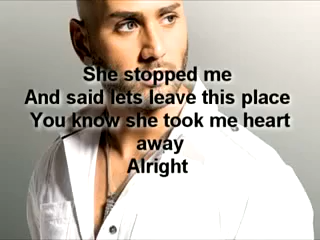 She stopped me
And said lets leave this place
You know she took me heart
away
Alright